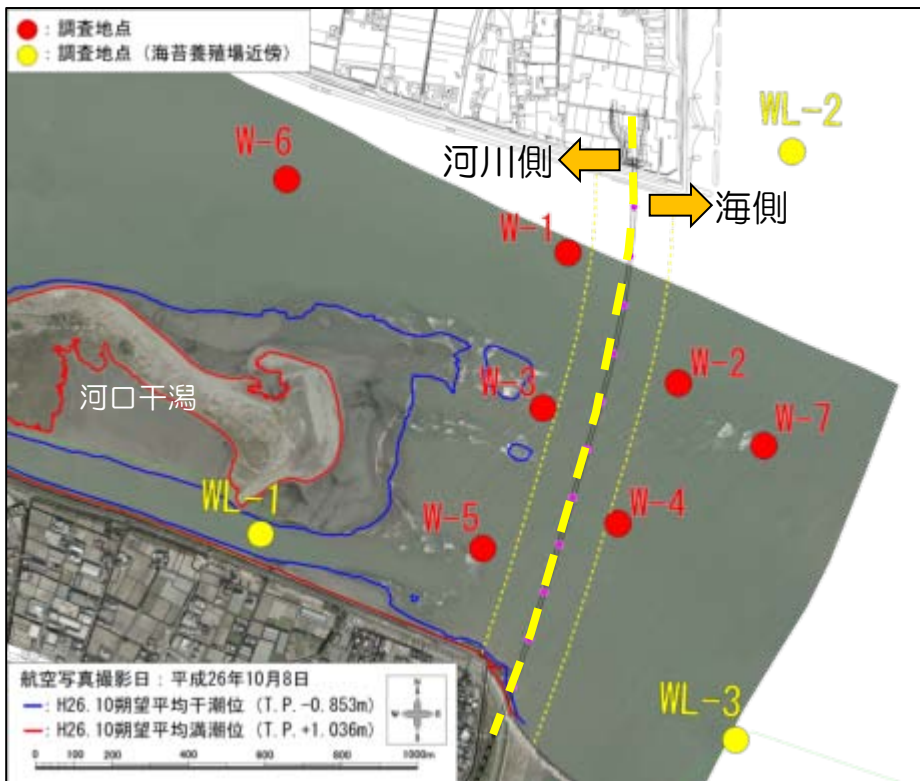 ：調査地点
：調査地点（海苔養殖場近傍）
WL-2
W-6
河川側
海側
W-1
W-2
W-3
河口干潟
W-7
WL-1
W-5
W-4
航空写真撮影日：平成26年10月8日
：H26.10朔望平均干潮位（T.P.-0.853m）
：H26.10朔望平均満潮位（T.P.+1.036m）
N
W
E
S
0 100 200 400 600 800 1000m
WL-3